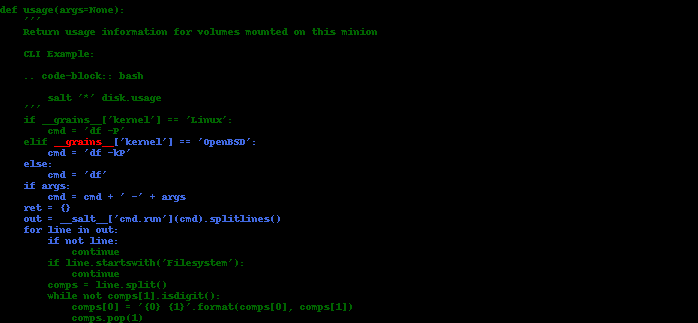 def usage(args=None):
    '''
    Return usage information for volumes mounted on this minion

    CLI Example:

    .. code-block:: bash

        salt '*' disk.usage
    '''
    if __grains__['kernel'] == 'Linux':
        cmd = 'df -P'
    elif __grains__['kernel'] == 'OpenBSD':
        cmd = 'df -kP'
    else:
        cmd = 'df'
    if args:
        cmd = cmd + ' -' + args
    ret = {}
    out = __salt__['cmd.run'](cmd).splitlines()
    for line in out:
        if not line:
            continue
        if line.startswith('Filesystem'):
            continue
        comps = line.split()
        while not comps[1].isdigit():
            comps[0] = '{0} {1}'.format(comps[0], comps[1])
            comps.pop(1)